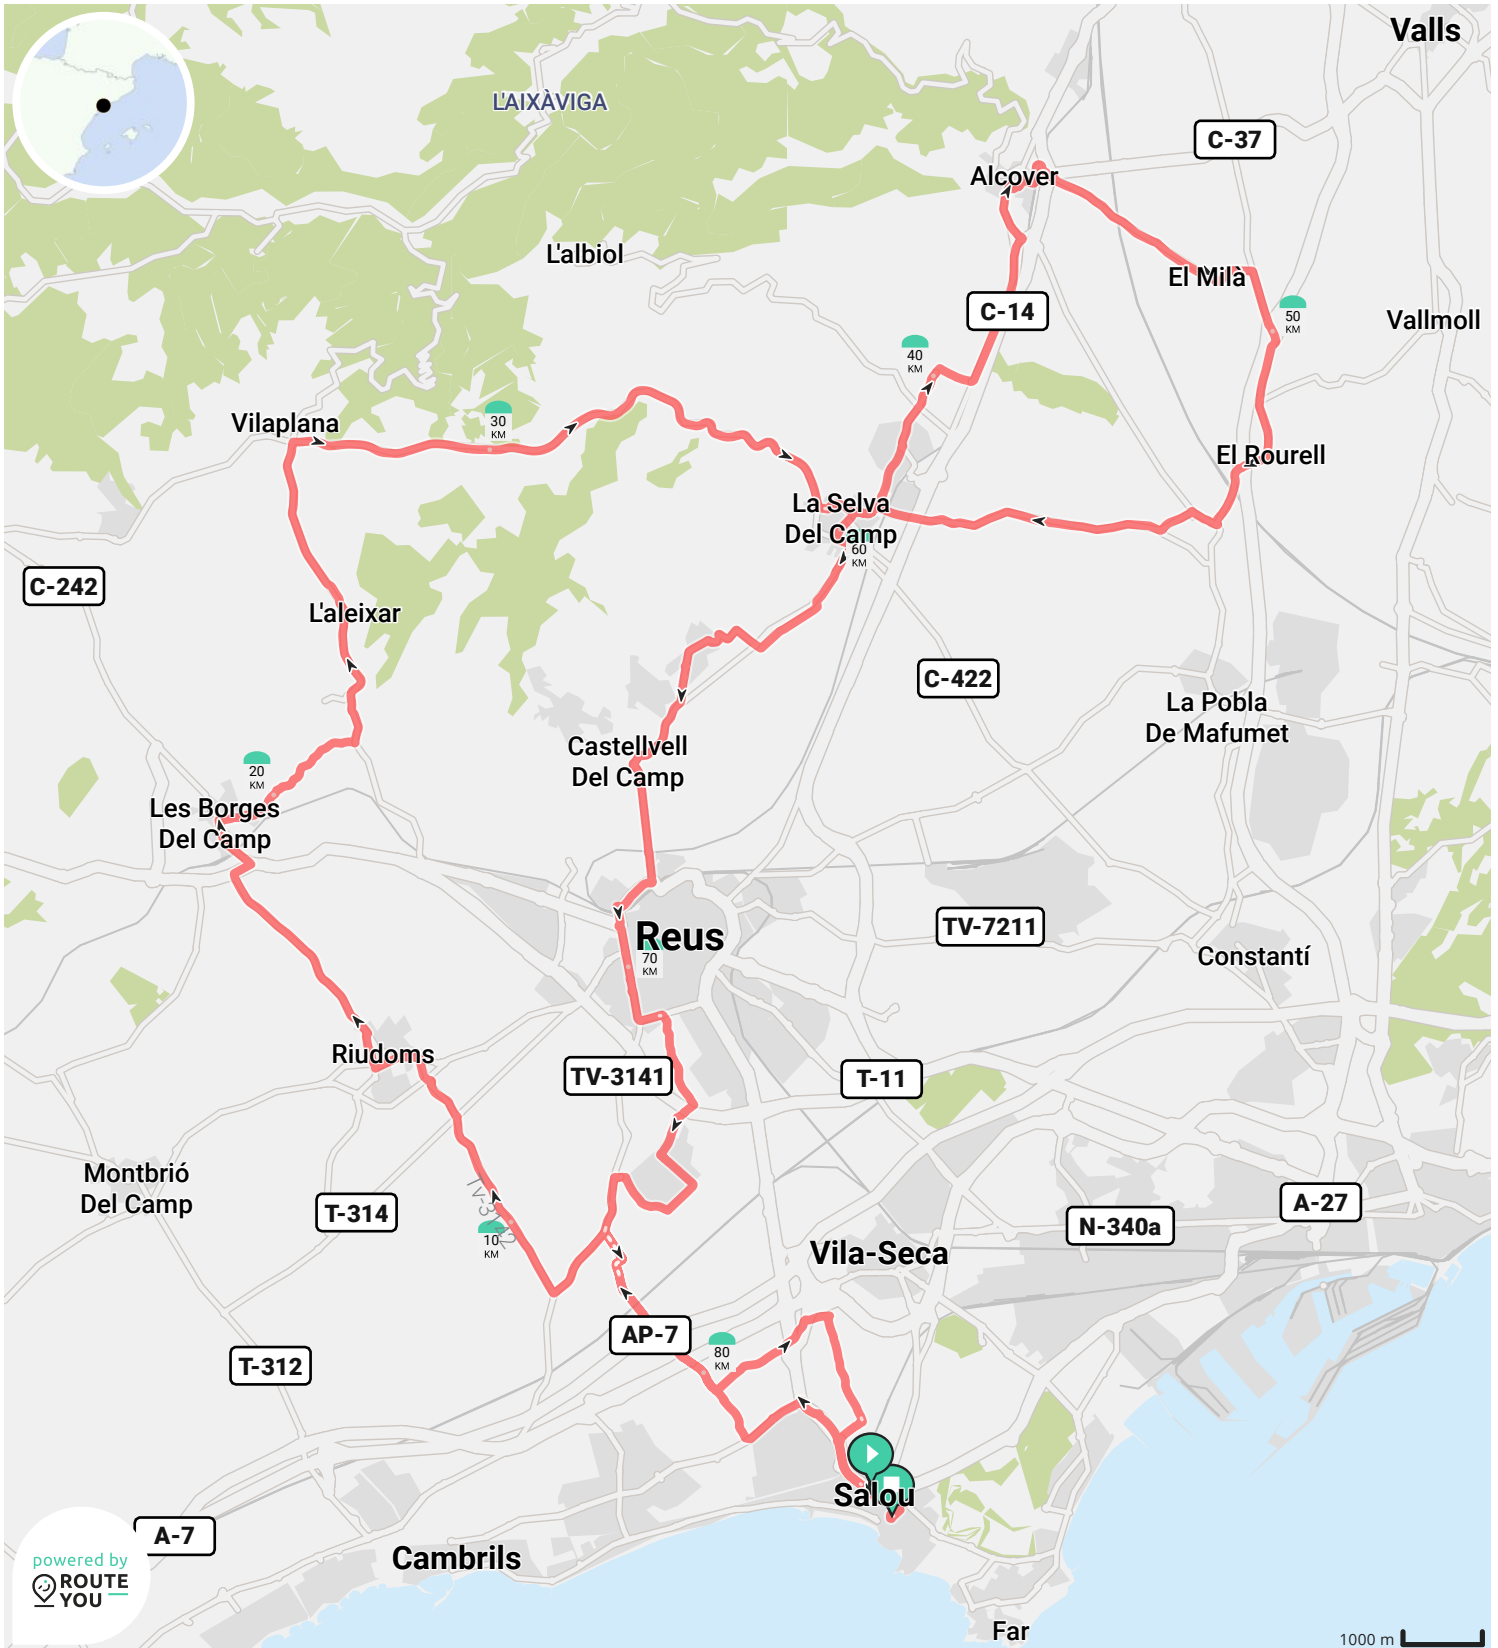 Valls
L'AIXÀVIGA
C-37
Alcover
L'albiol
El Milà
C-14
50
KM
Vallmoll
40
KM
Vilaplana
30
KM
El Rourell
La Selva
Del Camp
60
KM
C-242
L'aleixar
C-422
La Pobla
De Mafumet
Castellvell
Del Camp
20
KM
Les Borges
Del Camp
Reus
70
KM
TV-7211
Constantí
Riudoms
TV-3141
T-11
Montbrió
Del Camp
T-314
TV-3142
10
KM
A-27
N-340a
Vila-Seca
AP-7
80
KM
T-312
Salou
A-7
Cambrils
powered by
ROUTE
YOU
Far
1000 m